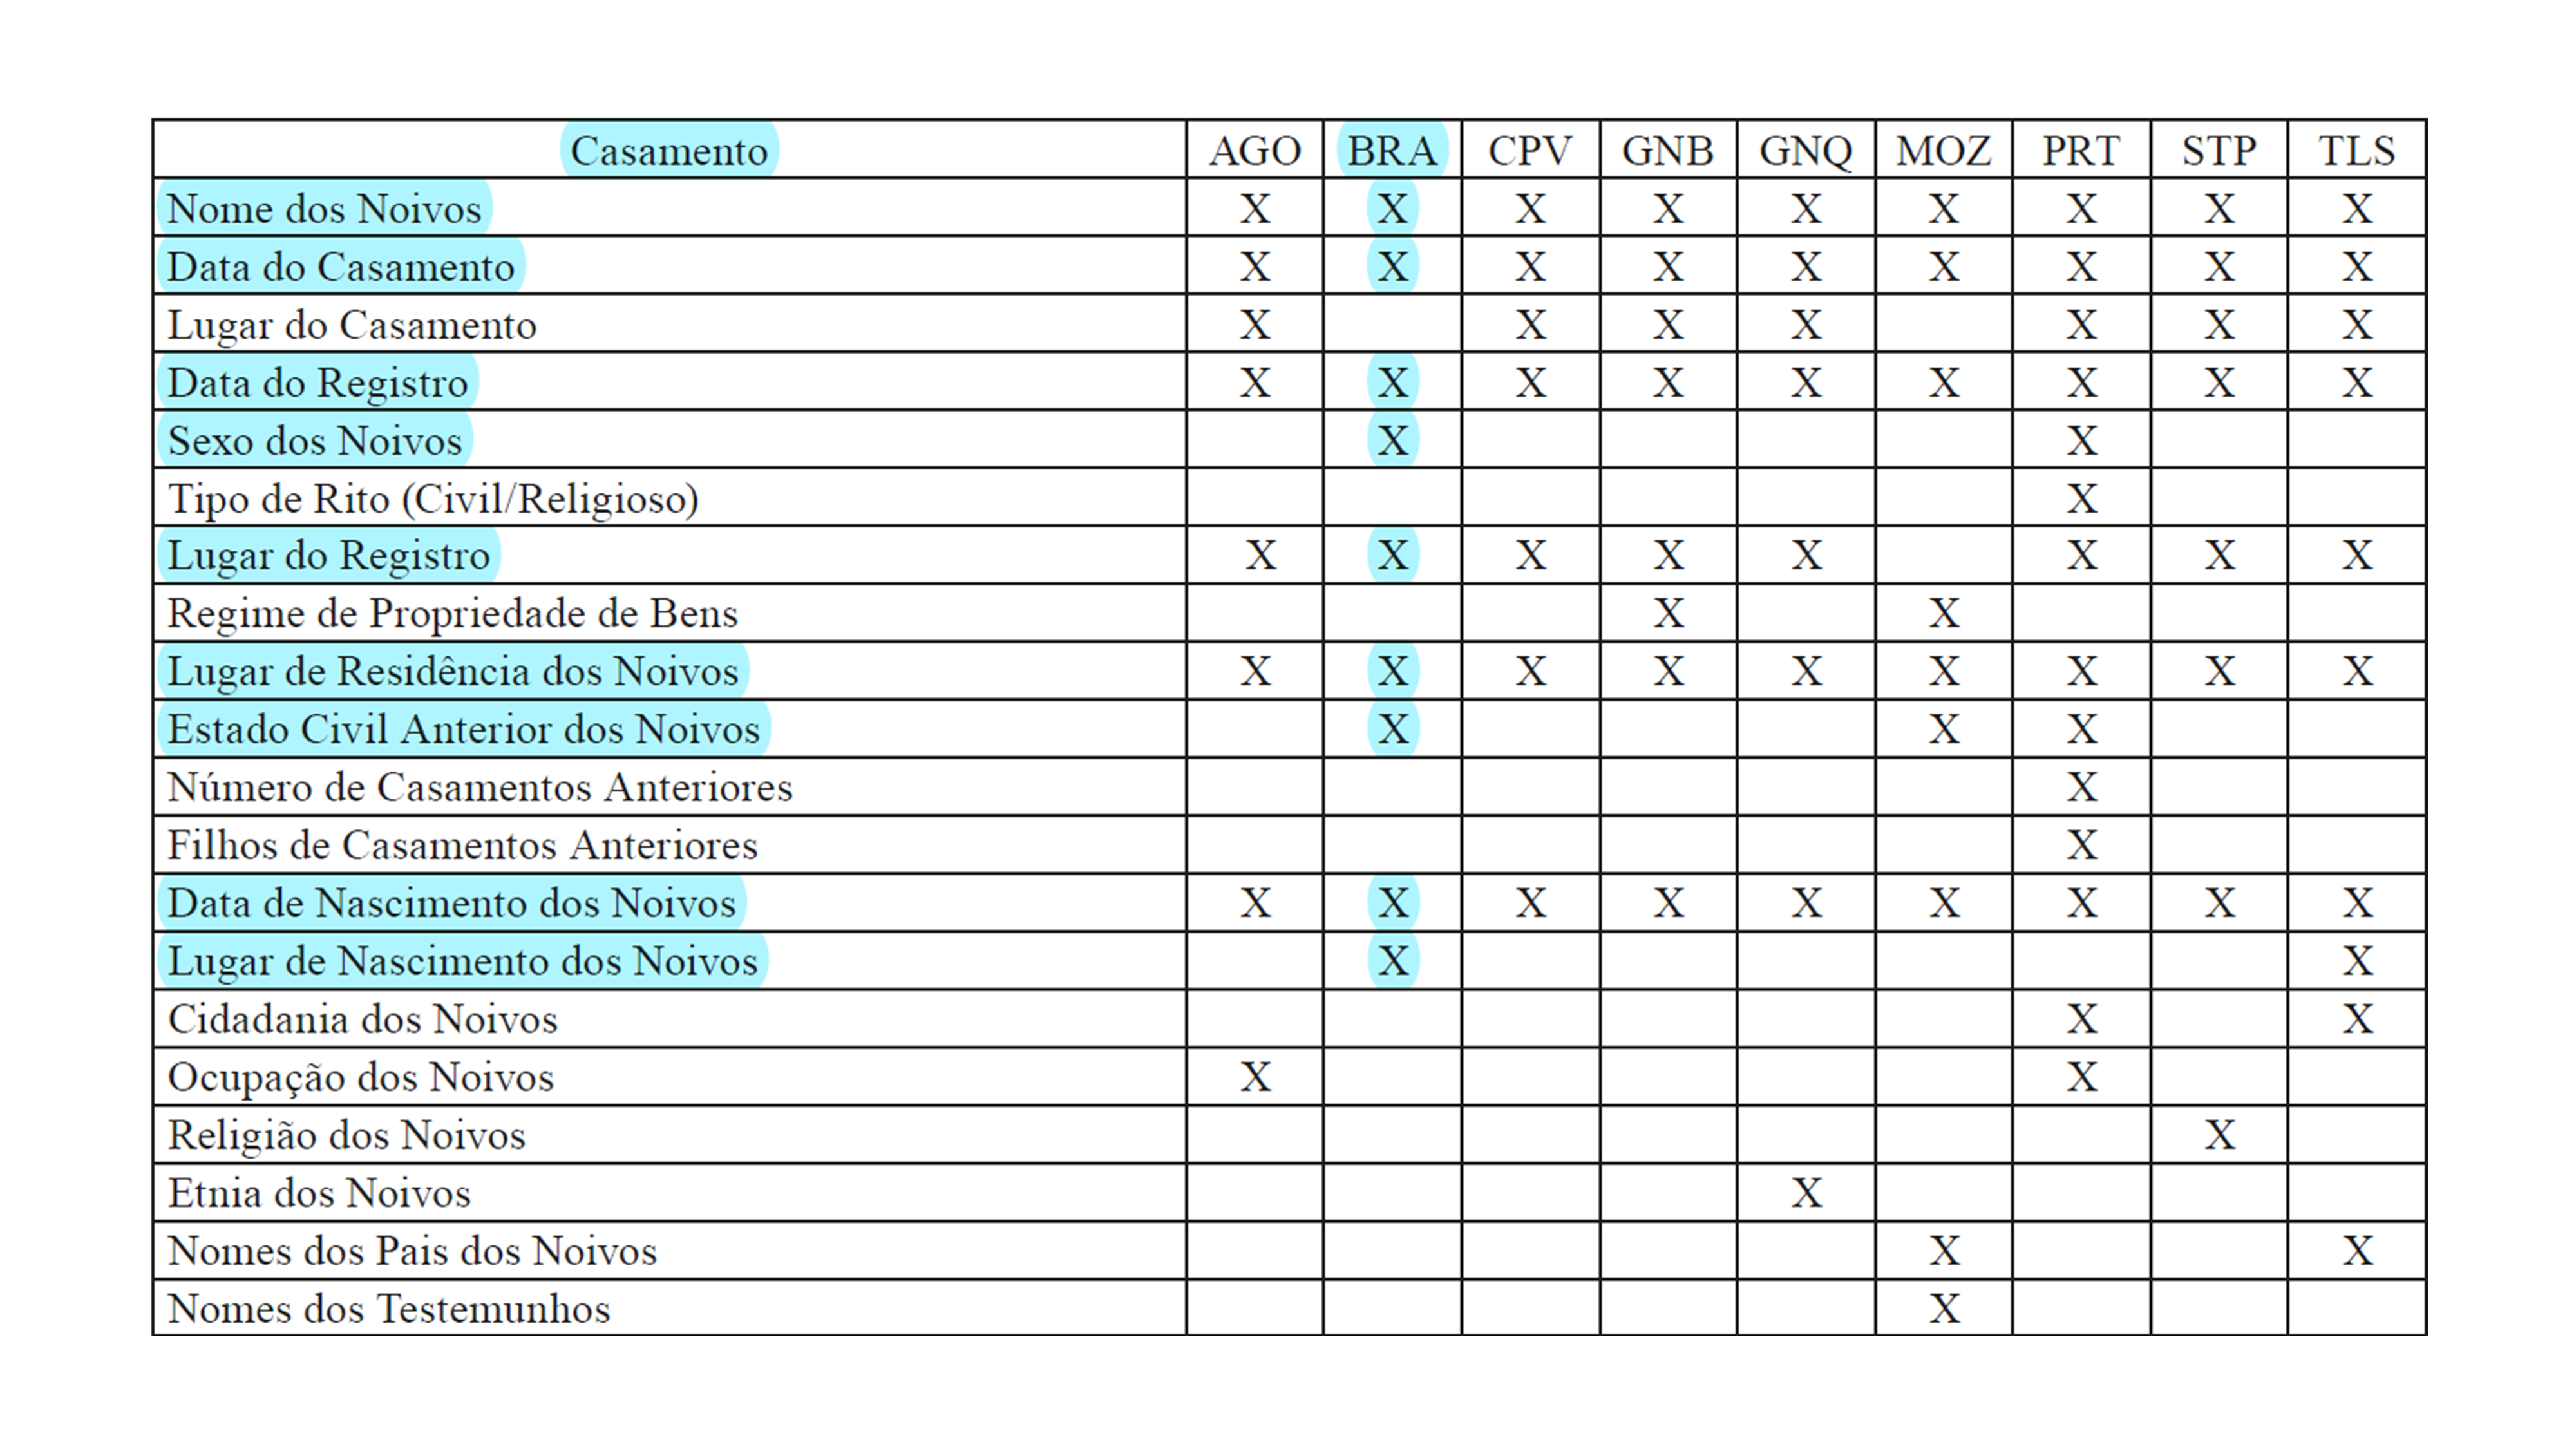 Casamento AGO BRA CPV GNB GNQ MOZ PRT STP TLS
Nome dos Noivos X X X X X X X X X
Data do Casamento X X X X X X X X X
Lugar do Casamento X X X X X X X
Data do Registro X X X X X X X X X
Sexo dos Noivos X X
Tipo de Rito (Civil/Religioso) X
Lugar do Registro X X X X X X X X
Regime de Propriedade de Bens X X
Lugar de Residência dos Noivos X X X X X X X X X
Estado Civil Anterior dos Noivos X X X
Número de Casamentos Anteriores X
Filhos de Casamentos Anteriores X
Data de Nascimento dos Noivos X X X X X X X X X
Lugar de Nascimento dos Noivos X X
Cidadania dos Noivos X X
Ocupação dos Noivos X X
Religião dos Noivos X
Etnia dos Noivos X
Nomes dos Pais dos Noivos X X
Nomes dos Testemunhos X